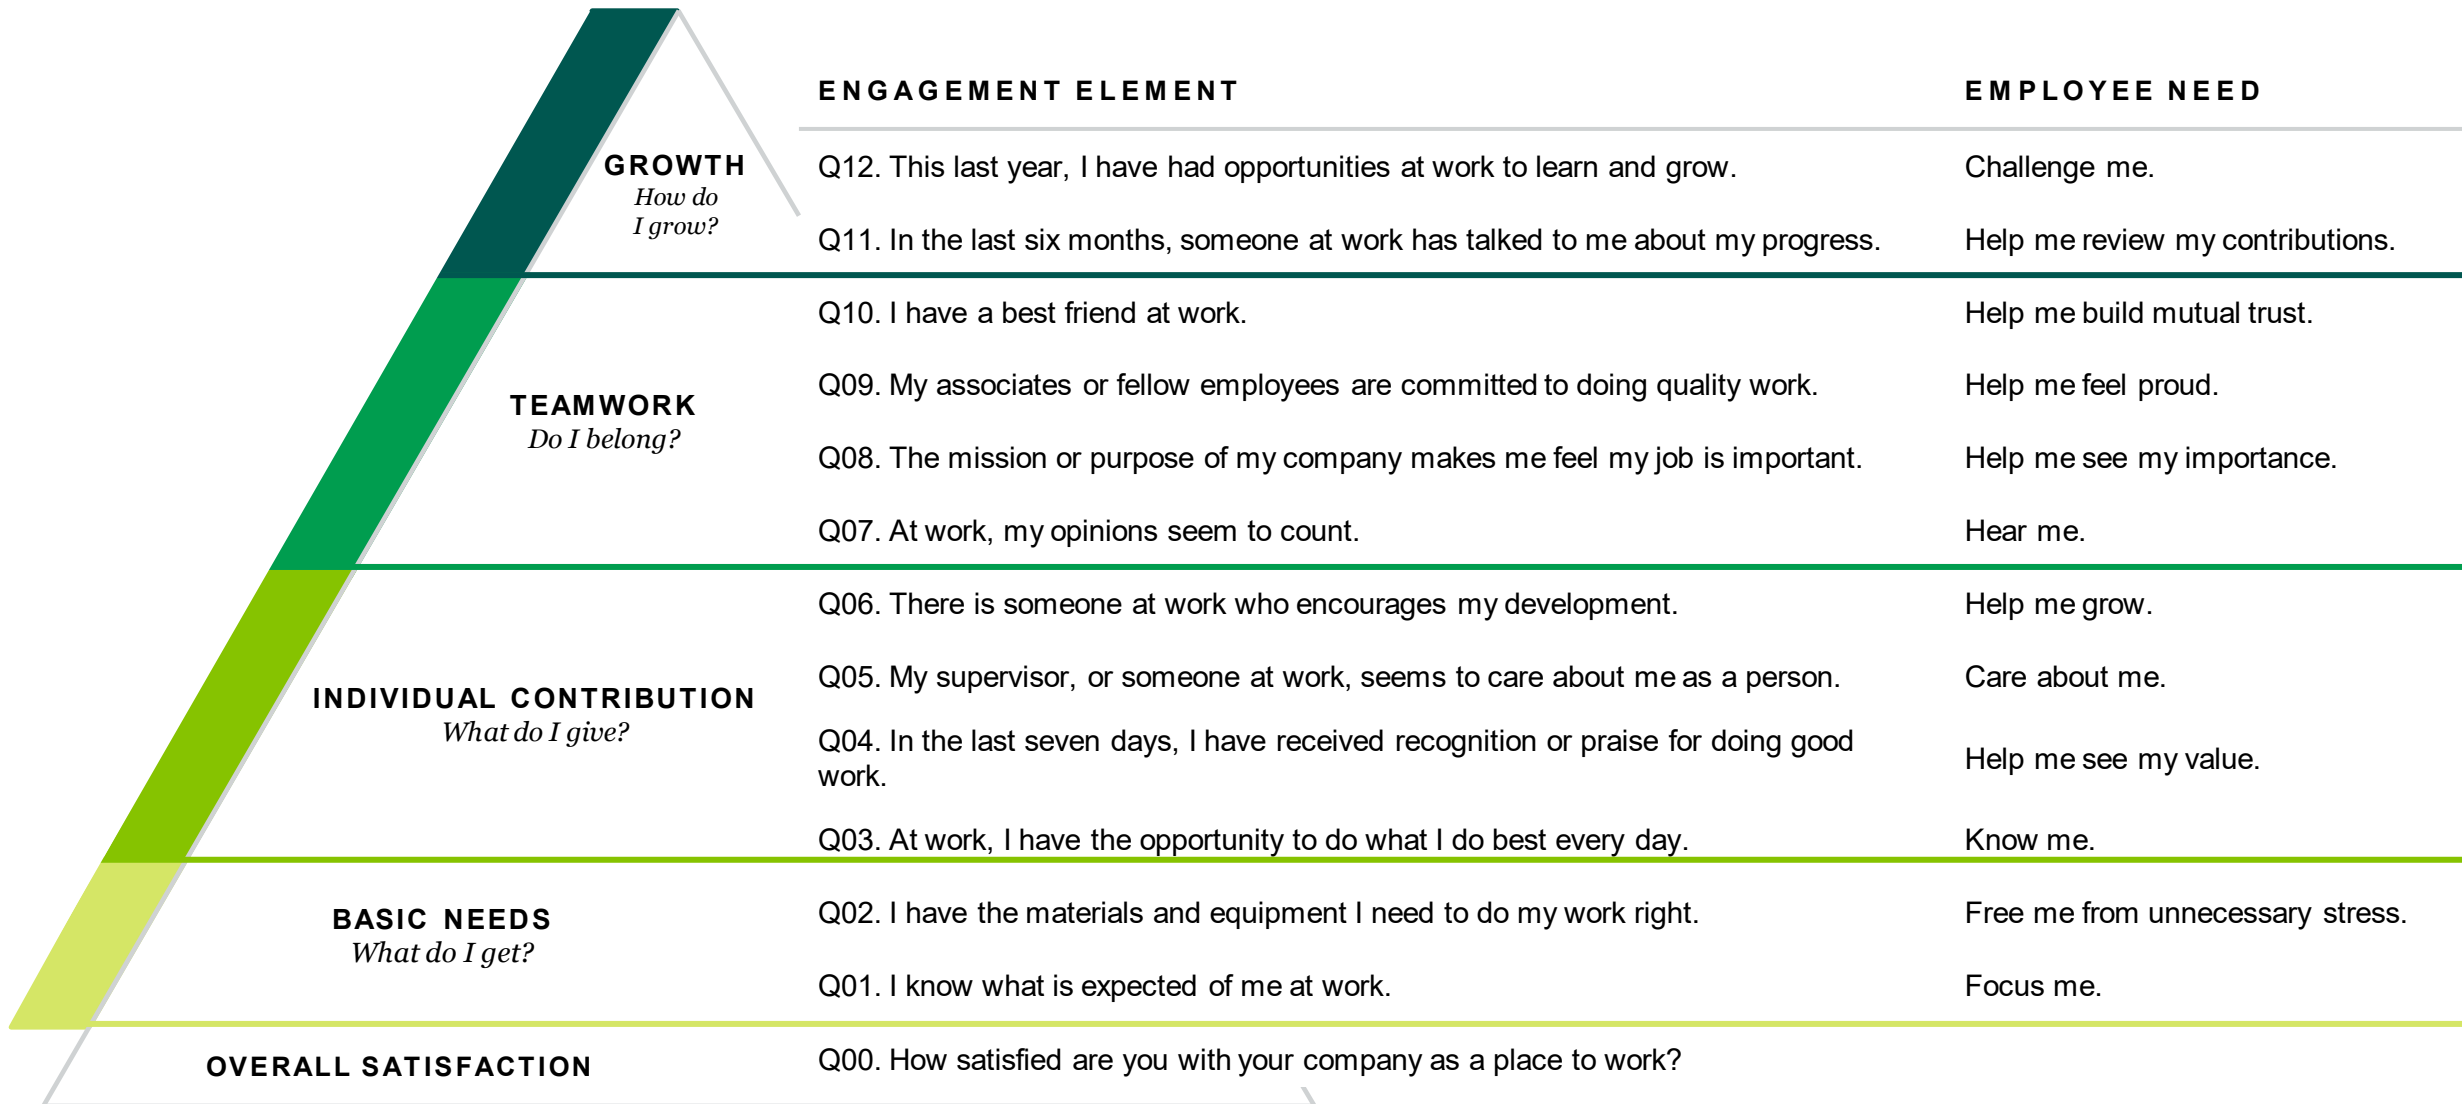 ENGAGEMENT ELEMENT
EMPLOYEE NEED
GROWTH
How do
I grow?
Q12. This last year, I have had opportunities at work to learn and grow.
Challenge me.
Q11. In the last six months, someone at work has talked to me about my progress.
Help me review my contributions.
TEAMWORK
Do I belong?
Q10. I have a best friend at work.
Help me build mutual trust.
Q09. My associates or fellow employees are committed to doing quality work.
Help me feel proud.
Q08. The mission or purpose of my company makes me feel my job is important.
Help me see my importance.
Q07. At work, my opinions seem to count.
Hear me.
INDIVIDUAL CONTRIBUTION
What do I give?
Q06. There is someone at work who encourages my development.
Help me grow.
Q05. My supervisor, or someone at work, seems to care about me as a person.
Care about me.
Q04. In the last seven days, I have received recognition or praise for doing good
work.
Help me see my value.
Q03. At work, I have the opportunity to do what I do best every day.
Know me.
BASIC NEEDS
What do I get?
Q02. I have the materials and equipment I need to do my work right.
Free me from unnecessary stress.
Q01. I know what is expected of me at work.
Focus me.
OVERALL SATISFACTION
Q00. How satisfied are you with your company as a place to work?